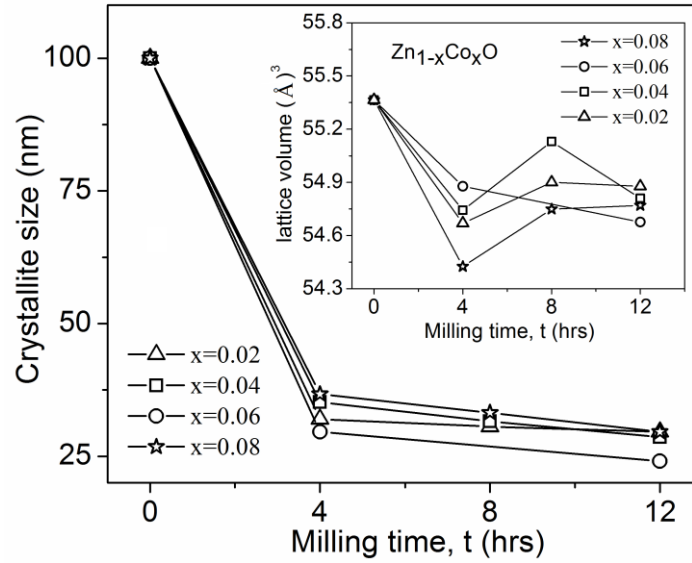 Crystallite size (nm)
100
75
50
25
0
4
8
12
Milling time, t (hrs)
x=0.02
x=0.04
x=0.06
x=0.08
lattice volume (Å)³
55.8
55.5
55.2
54.9
54.6
54.3
Zn1-xCoxO
x=0.08
x=0.06
x=0.04
x=0.02
0
4
8
12
Milling time, t (hrs)